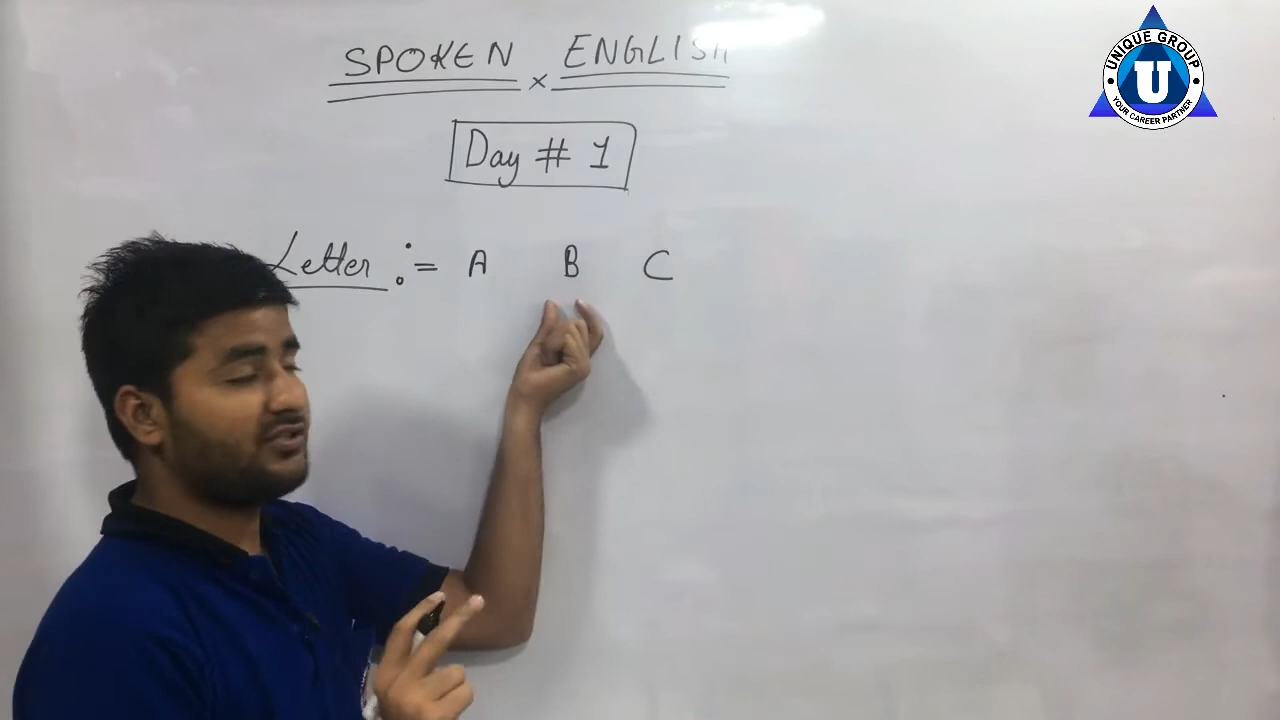 SPOKEN × ENGLISH
Day # 1
Letter := A B C
UNIQUE GROUP
U
YOUR CAREER PARTNER